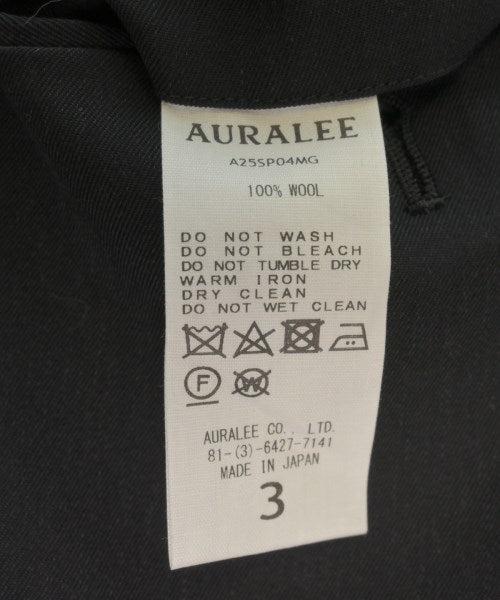 AURALEE
A25SP04MG
100% WOOL
DO NOT WASH
DO NOT BLEACH
DO NOT TUMBLE DRY
WARM IRON
DRY CLEAN
DO NOT WET CLEAN
F W
AURALEE CO., LTD.
81-(3)-6427-7141
MADE IN JAPAN
3